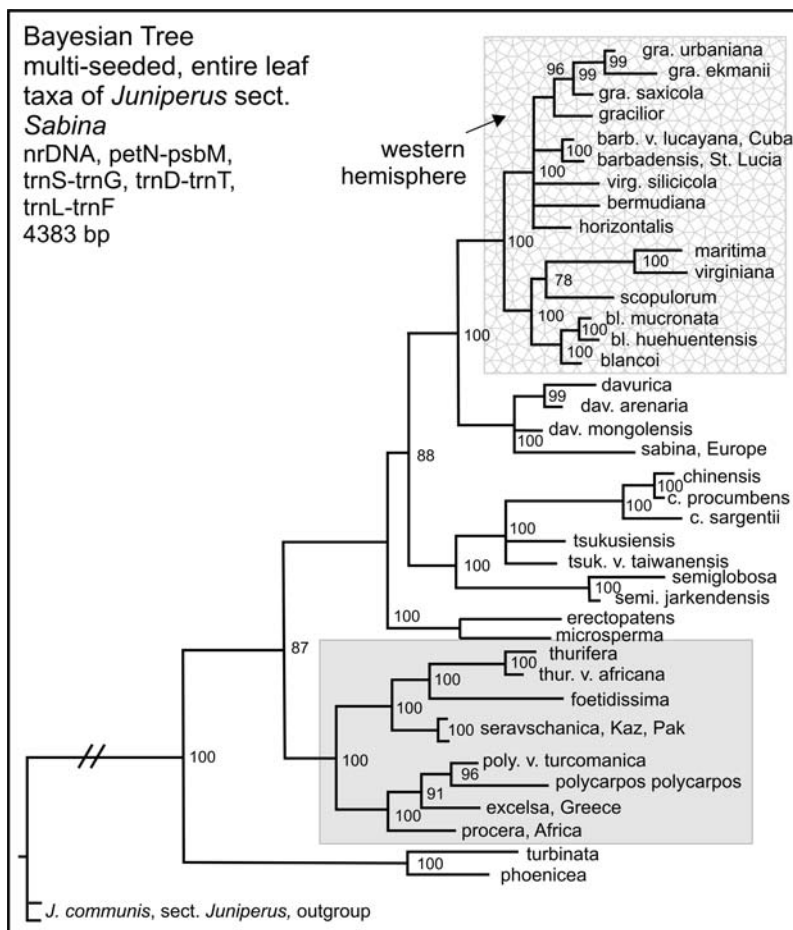 Bayesian Tree
multi-seeded, entire leaf
taxa of Juniperus sect.
Sabina
nrDNA, petN-psbM,
trnS-trnG, trnD-trnT,
trnL-trnF
4383 bp
western
hemisphere
gra. urbaniana
96
99
99
gra. ekmanii
gra. saxicola
gracilior
barb. v. lucayana, Cuba
100
barbadensis, St. Lucia
100
virg. silicicola
bermudiana
horizontalis
100
maritima
100
virginiana
78
scopulorum
100
bl. mucronata
100
bl. huehuentensis
100
blancoi
100
davurica
99
dav. arenaria
dav. mongolensis
100
sabina, Europe
88
chinensis
100
c. procumbens
100
c. sargentii
100
tsukusiensis
tsuk. v. taiwanensis
100
semiglobosa
100
semi. jarkendensis
erectopatens
100
microsperma
87
thurifera
100
thur. v. africana
100
foetidissima
100
100 seravschanica, Kaz, Pak
100
poly. v. turcomanica
96
polycarpos polycarpos
91
excelsa, Greece
100
procera, Africa
100
turbinata
100
phoenicea
J. communis, sect. Juniperus, outgroup